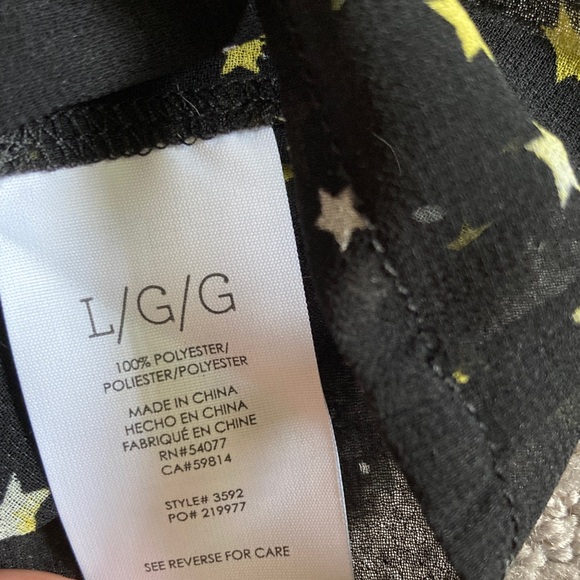 L/G/G
100% POLYESTER/
POLIESTER/POLYESTER
MADE IN CHINA
HECHO EN CHINA
FABRIQUÉ EN CHINE
RN#54077
CA#59814
STYLE# 3592
PO# 219977
SEE REVERSE FOR CARE